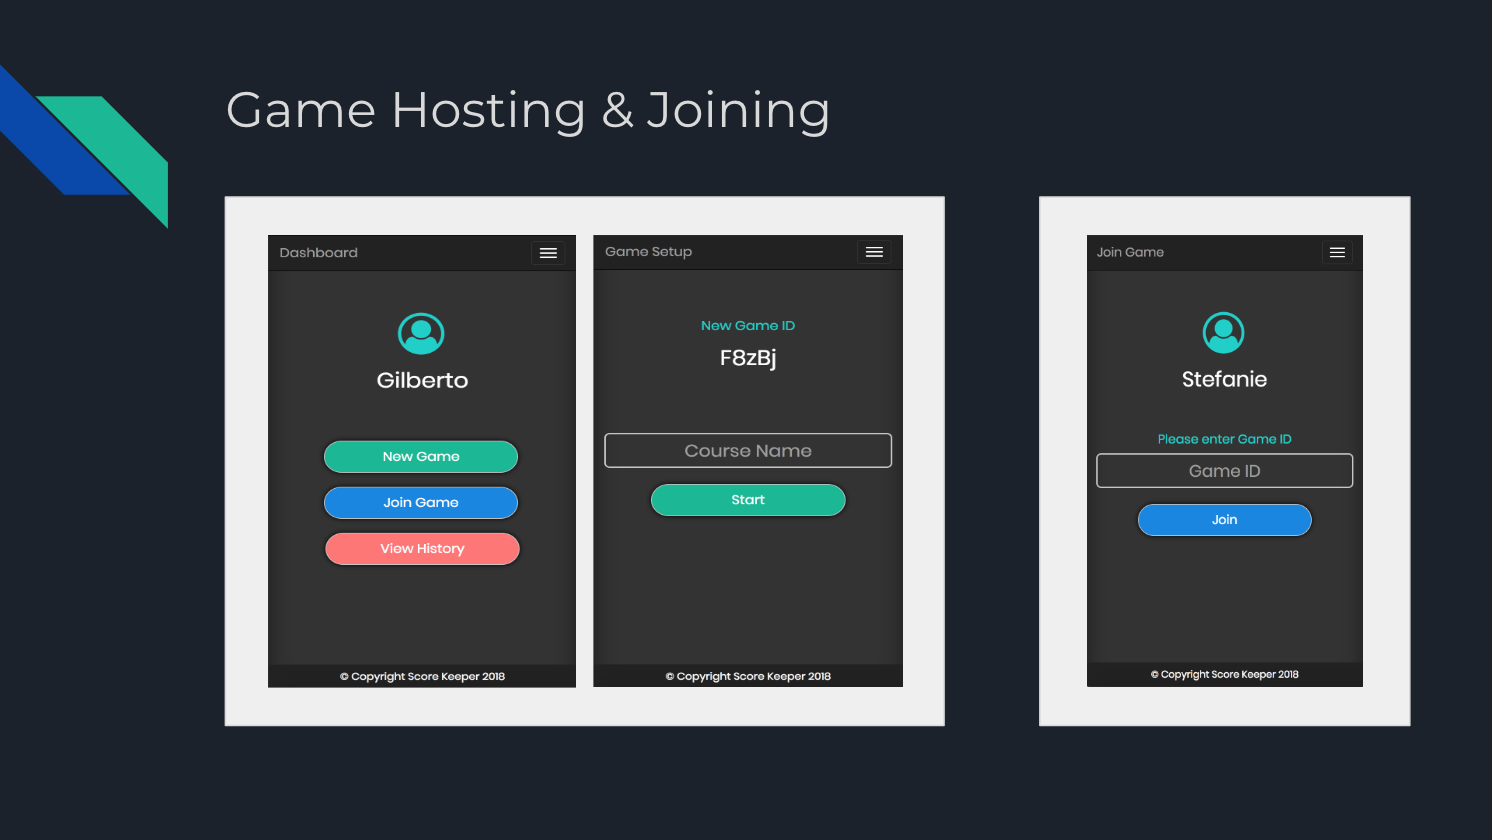 Game Hosting & Joining
Dashboard
Gilberto
New Game
Join Game
View History
© Copyright Score Keeper 2018
Game Setup
New Game ID
F8zBj
Course Name
Start
© Copyright Score Keeper 2018
Join Game
Stefanie
Please enter Game ID
Game ID
Join
© Copyright Score Keeper 2018